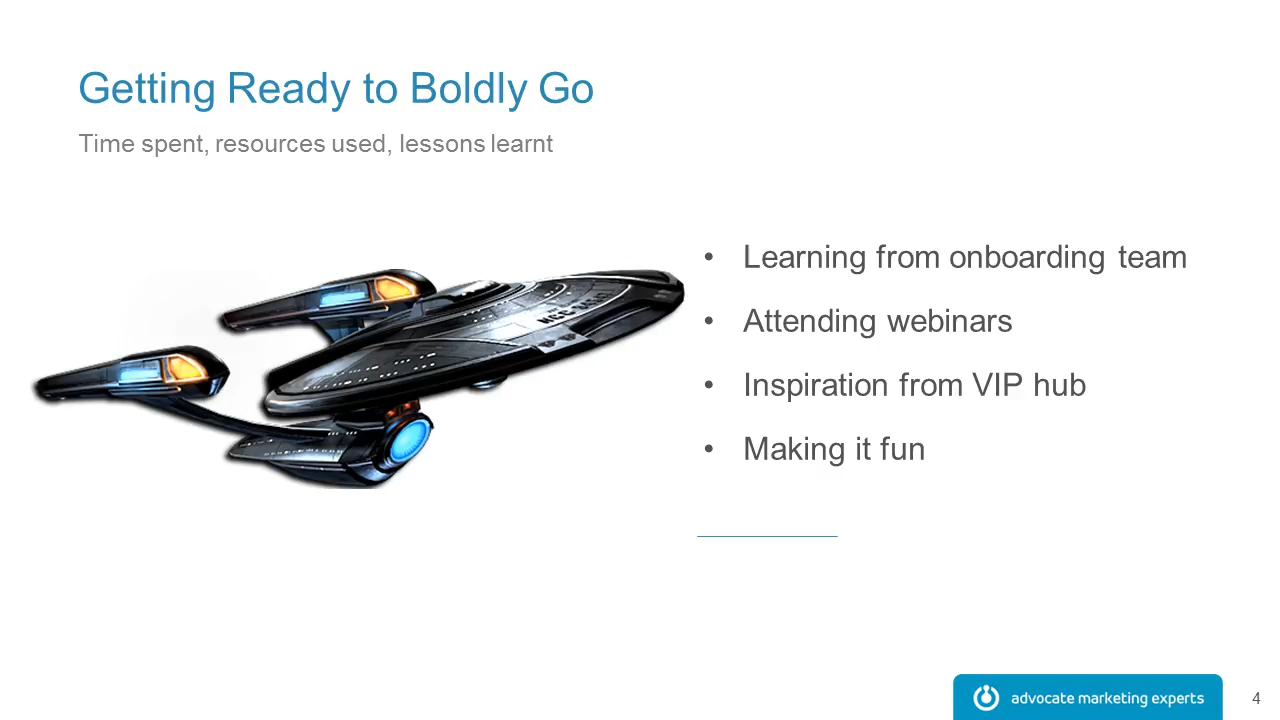 Getting Ready to Boldly Go
Time spent, resources used, lessons learnt
• Learning from onboarding team
• Attending webinars
• Inspiration from VIP hub
• Making it fun
advocate marketing experts
4